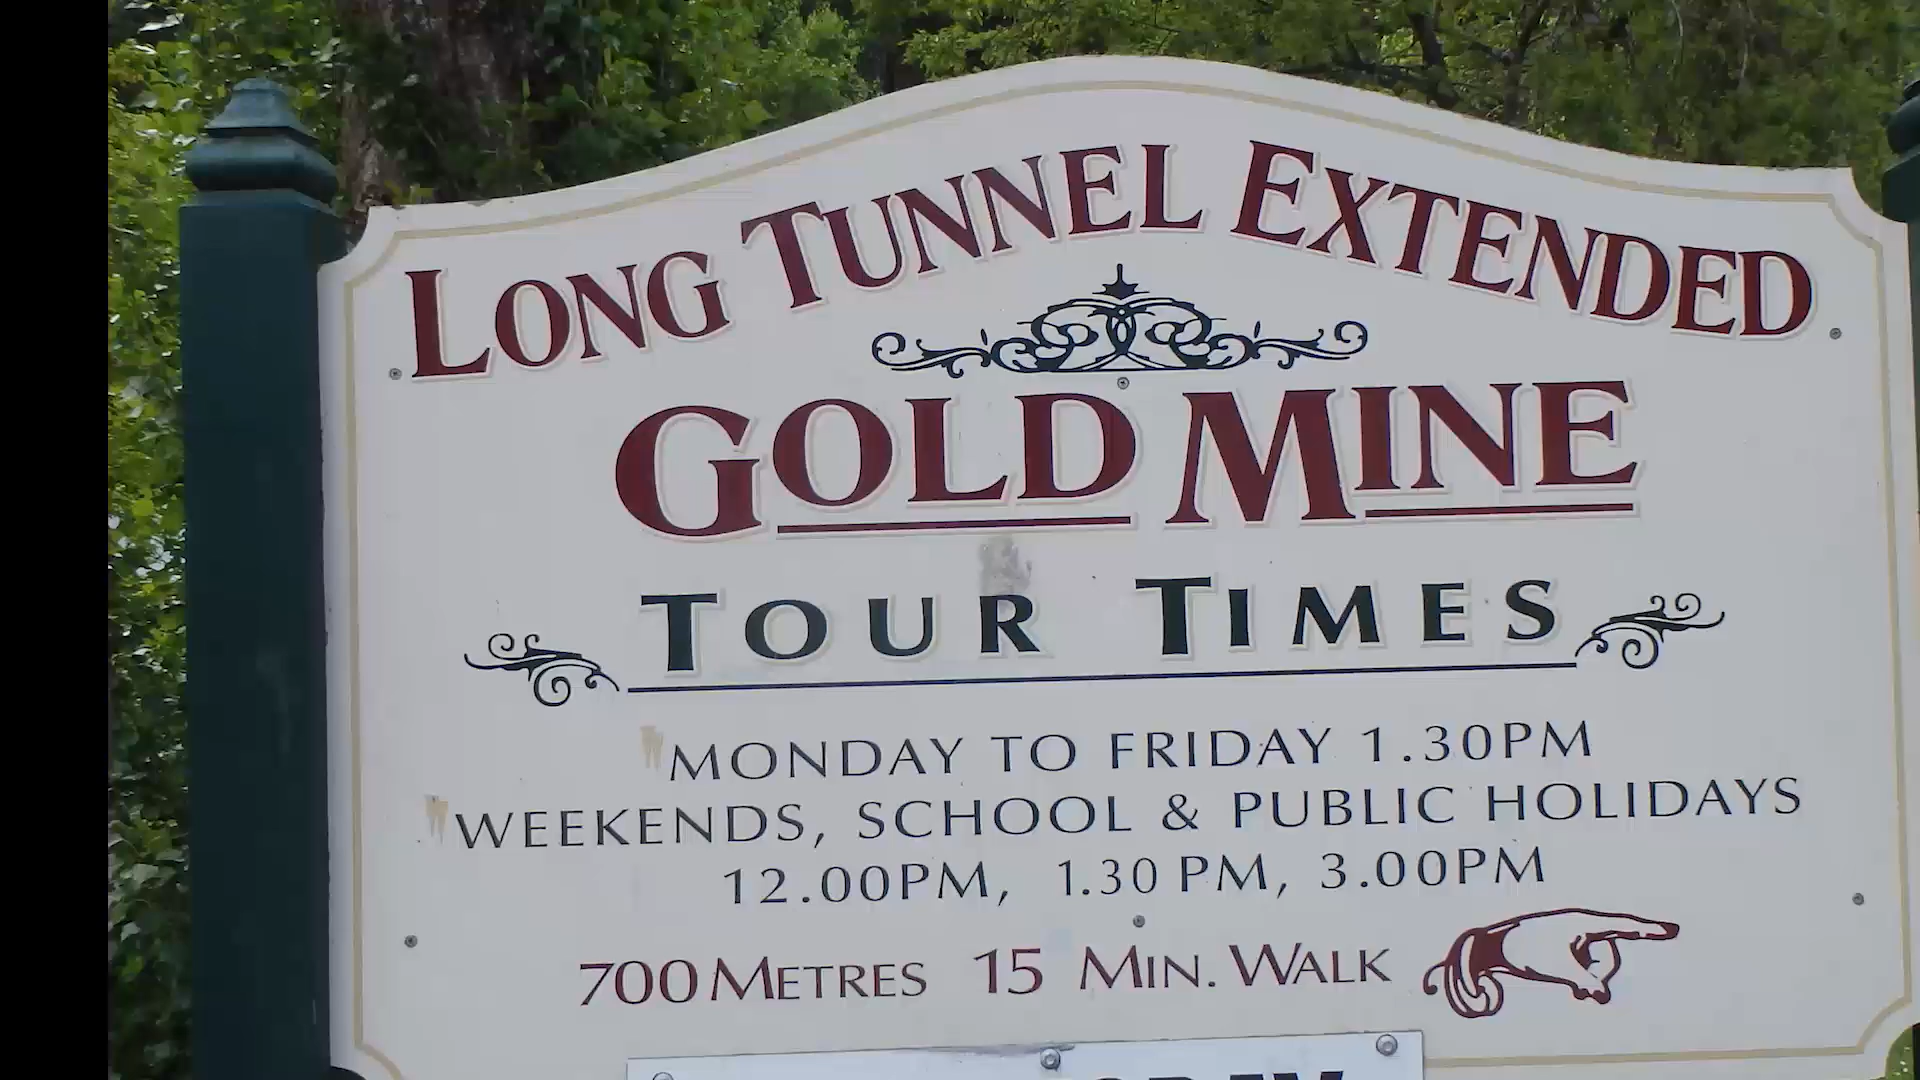 LONG TUNNEL EXTENDED
GOLD MINE
TOUR TIMES
MONDAY TO FRIDAY 1.30PM
WEEKENDS, SCHOOL & PUBLIC HOLIDAYS
12.00PM, 1.30 PM, 3.00PM
700 METRES 15 MIN. WALK